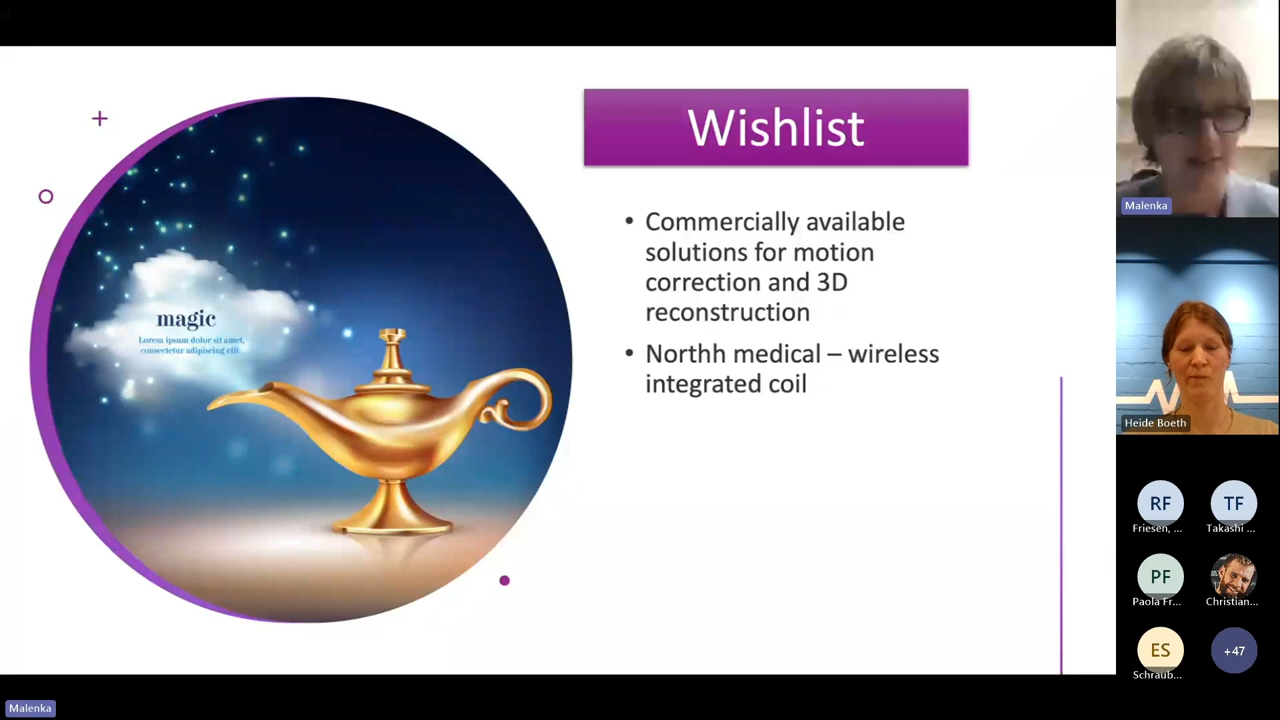 Wishlist
• Commercially available
solutions for motion
correction and 3D
reconstruction
• Northh medical – wireless
integrated coil
magic
Lorem ipsum dolor sit amet,
consectetur adipiscing elit
Malenka
Heide Boeth
RF
Friesen, ...
TF
Takashi ...
PF
Paola Fr...
Christian...
ES
Schraub...
+47
Malenka